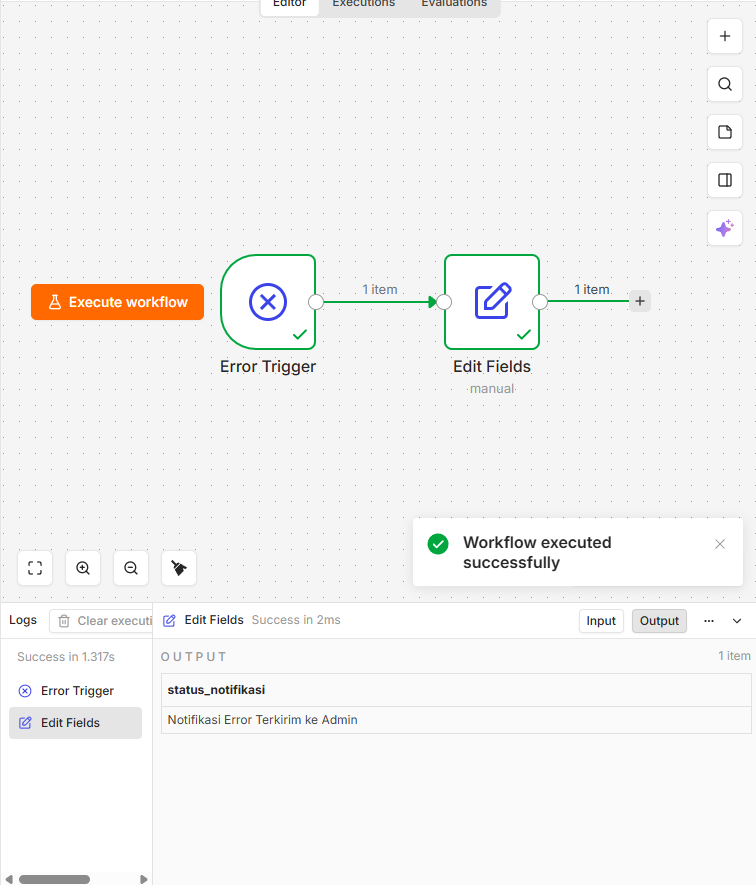 Editor Executions Evaluations
Execute workflow
1 item
1 item
Error Trigger
Edit Fields
manual
Workflow executed
successfully
Logs
Clear executi
Edit Fields Success in 2ms
Input
Output
Success in 1.317s
OUTPUT
1 item
Error Trigger
Edit Fields
status_notifikasi
Notifikasi Error Terkirim ke Admin